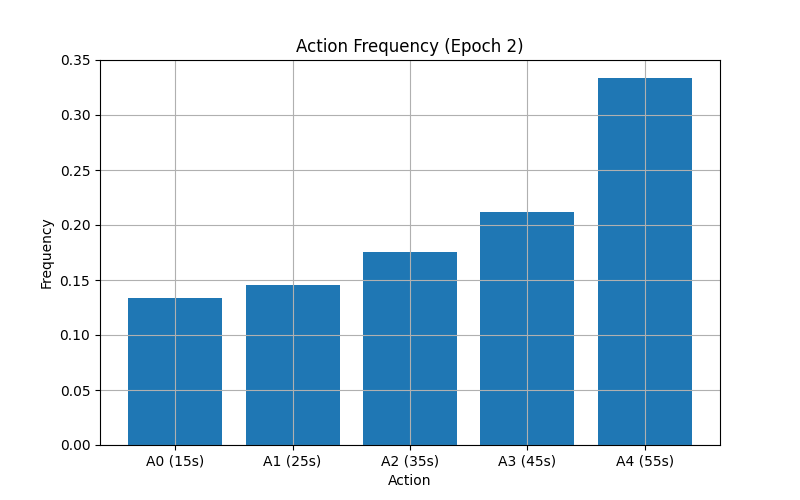 Action Frequency (Epoch 2)
0.35
0.30
0.25
0.20
0.15
0.10
0.05
0.00
Frequency
A0 (15s) A1 (25s) A2 (35s) A3 (45s) A4 (55s)
Action